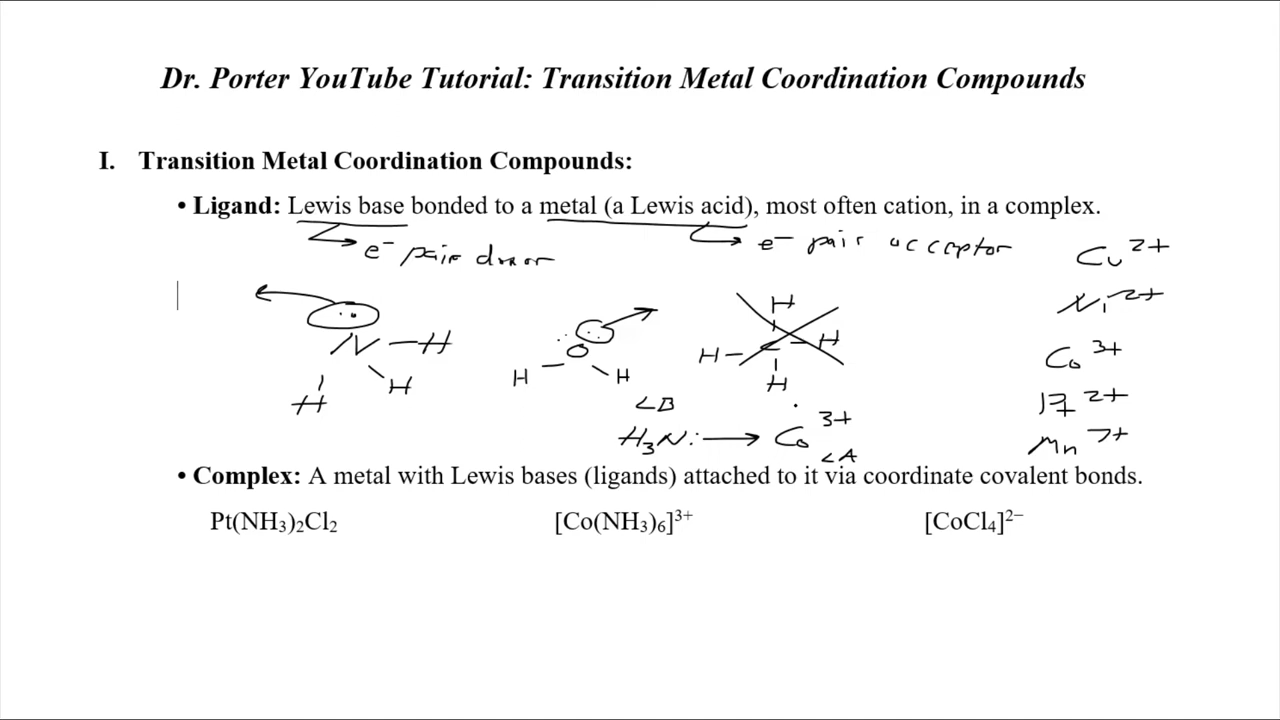 Dr. Porter YouTube Tutorial: Transition Metal Coordination Compounds
I. Transition Metal Coordination Compounds:
• Ligand: Lewis base bonded to a metal (a Lewis acid), most often cation, in a complex.
e⁻ pair donor
e⁻ pair acceptor
Cu²⁺
Ni²⁺
Co³⁺
Pt²⁺
Mn⁷⁺
N–H
H
H
O
H
H
H
H– C –H
H
LB
H₃N: → Co³⁺
LA
• Complex: A metal with Lewis bases (ligands) attached to it via coordinate covalent bonds.
Pt(NH₃)₂Cl₂ [Co(NH₃)₆]³⁺ [CoCl₄]²⁻